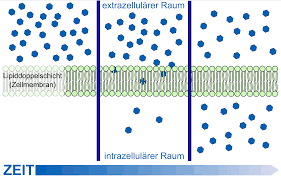 extrazellulärer Raum
Lipiddoppelschicht
(Zellmembran)
intrazellulärer Raum
ZEIT